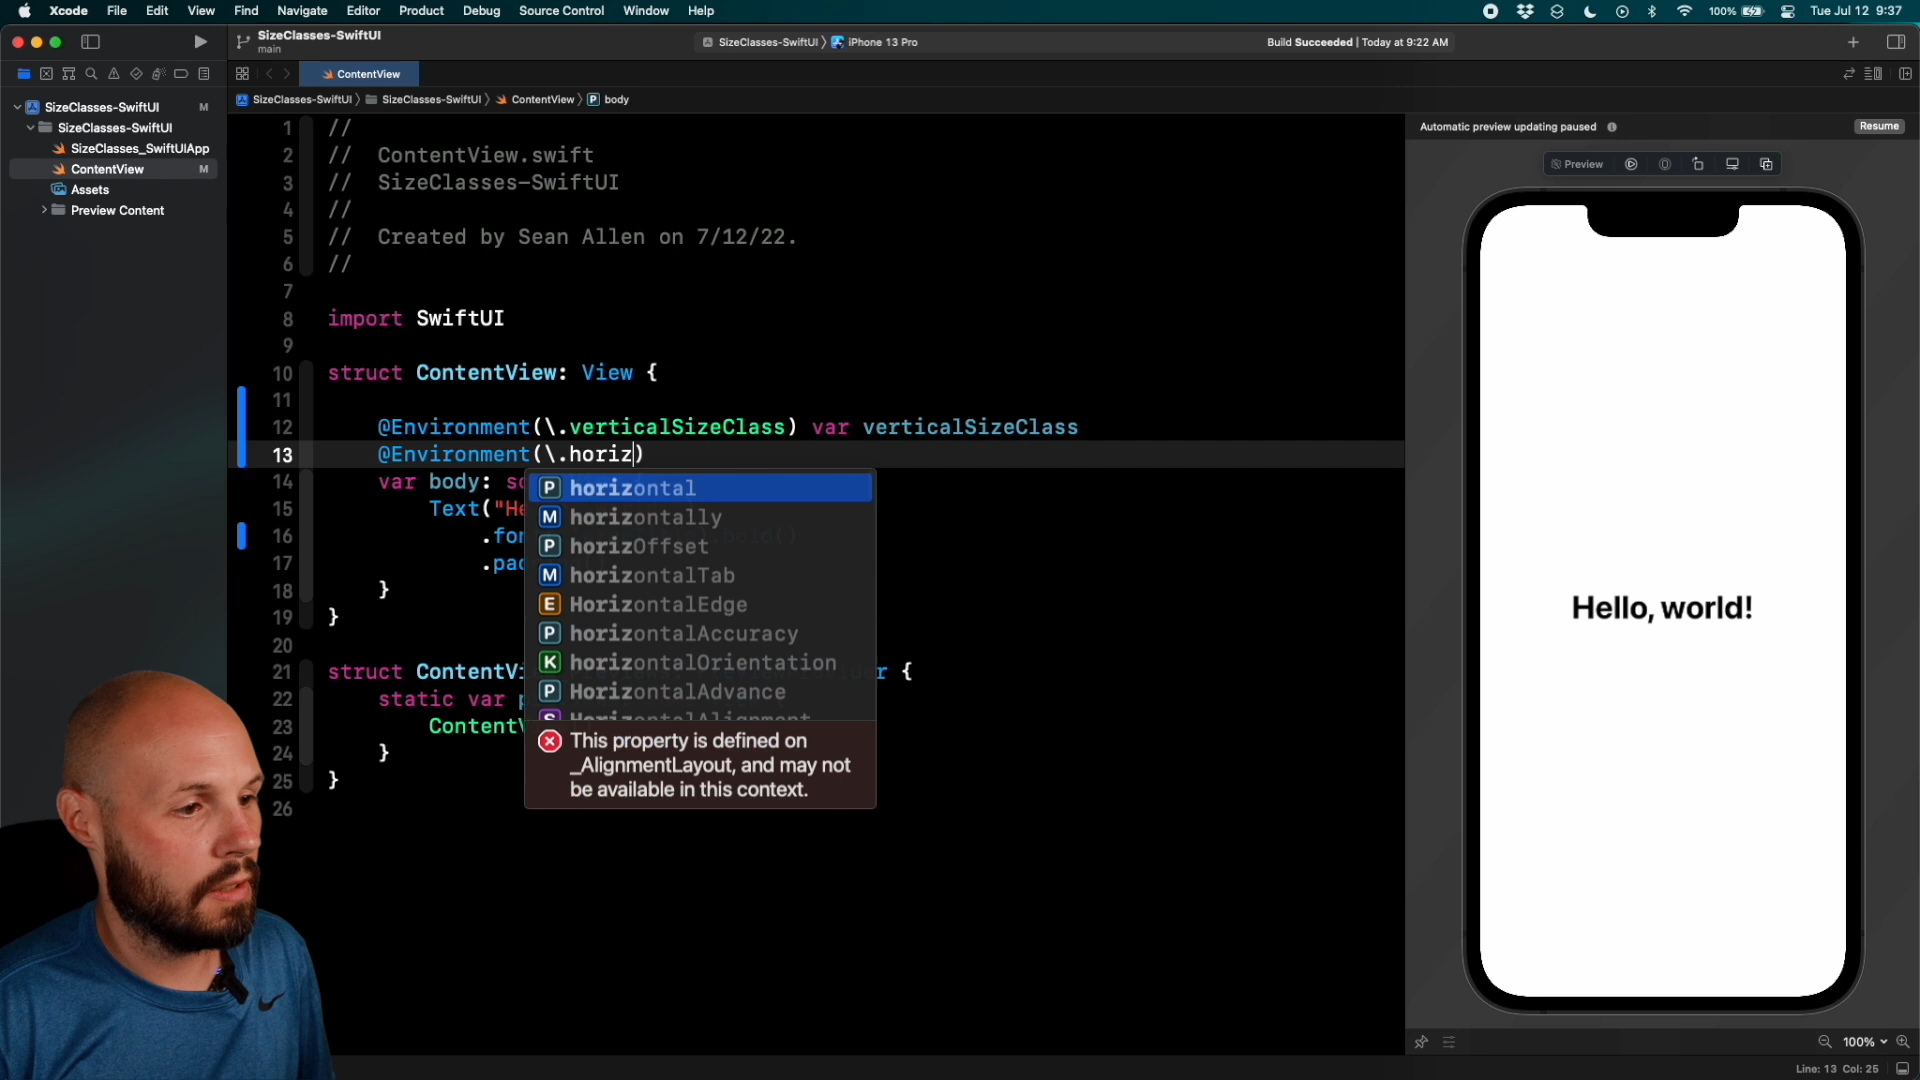 Xcode File Edit View Find Navigate Editor Product Debug Source Control Window Help 100% Tue Jul 12 9:37
SizeClasses-SwiftUI
main
SizeClasses-SwiftUI iPhone 13 Pro
Build Succeeded | Today at 9:22 AM
ContentView
SizeClasses-SwiftUI M
SizeClasses-SwiftUI
SizeClasses_SwiftUIApp
ContentView M
Assets
Preview Content
SizeClasses-SwiftUI SizeClasses-SwiftUI ContentView P body
1 //
2 // ContentView.swift
3 // SizeClasses-SwiftUI
4 //
5 // Created by Sean Allen on 7/12/22.
6 //
7
8 import SwiftUI
9
10 struct ContentView: View {
11
12 @Environment(\.verticalSizeClass) var verticalSizeClass
13 @Environment(\.horiz)
14 var body:
15 Text("He
16 .fon
17 .pad
18 }
19 }
20
21 struct ContentVi r {
22 static var p
23 ContentV
24 }
25 }
26
P horizontal
M horizontally
P horizOffset
M horizontalTab
E HorizontalEdge
P horizontalAccuracy
K horizontalOrientation
P HorizontalAdvance
S HorizontalAlignment
This property is defined on
_AlignmentLayout, and may not
be available in this context.
Automatic preview updating paused
Resume
Preview
Hello, world!
100%
Line: 13 Col: 25